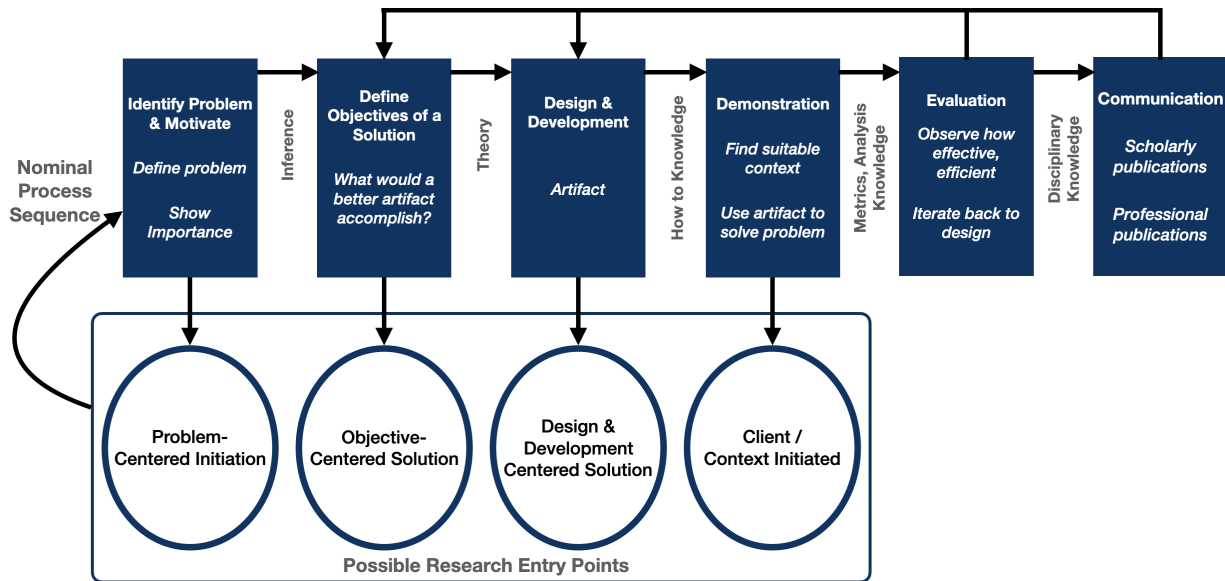 Nominal
Process
Sequence
Identify Problem
& Motivate
Define problem
Show
Importance
Inference
Define
Objectives of a
Solution
What would a
better artifact
accomplish?
Theory
Design &
Development
Artifact
How to Knowledge
Demonstration
Find suitable
context
Use artifact to
solve problem
Metrics, Analysis
Knowledge
Evaluation
Observe how
effective,
efficient
Iterate back to
design
Disciplinary
Knowledge
Communication
Scholarly
publications
Professional
publications
Problem-
Centered Initiation
Objective-
Centered Solution
Design &
Development
Centered Solution
Client /
Context Initiated
Possible Research Entry Points